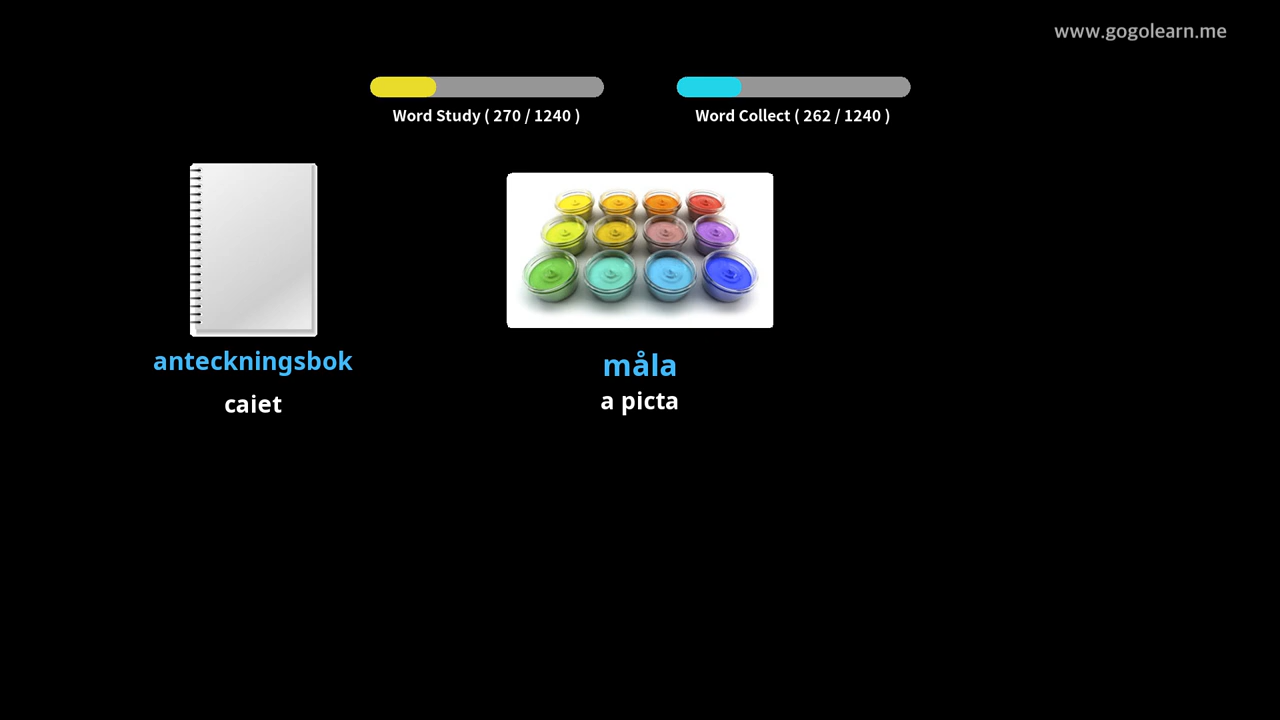 www.gogolearn.me
Word Study ( 270 / 1240 )
Word Collect ( 262 / 1240 )
anteckningsbok
caiet
måla
a picta